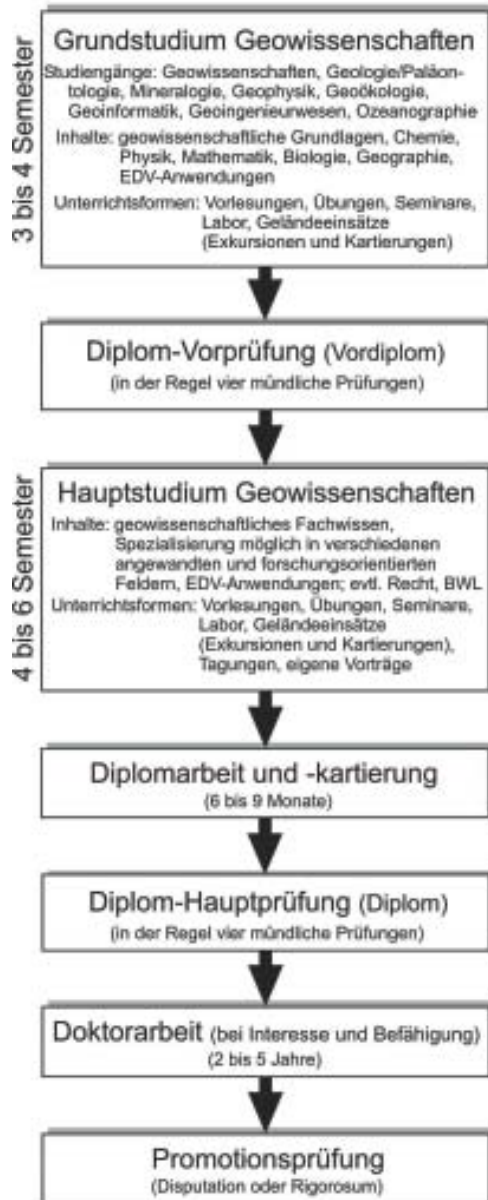 3 bis 4 Semester
Grundstudium Geowissenschaften
Studiengänge: Geowissenschaften, Geologie/Paläon-
tologie, Mineralogie, Geophysik, Geoökologie,
Geoinformatik, Geoingenieurwesen, Ozeanographie
Inhalte: geowissenschaftliche Grundlagen, Chemie,
Physik, Mathematik, Biologie, Geographie,
EDV-Anwendungen
Unterrichtsformen: Vorlesungen, Übungen, Seminare,
Labor, Geländeeinsätze
(Exkursionen und Kartierungen)
Diplom-Vorprüfung (Vordiplom)
(in der Regel vier mündliche Prüfungen)
4 bis 6 Semester
Hauptstudium Geowissenschaften
Inhalte: geowissenschaftliches Fachwissen,
Spezialisierung möglich in verschiedenen
angewandten und forschungsorientierten
Feldern, EDV-Anwendungen; evtl. Recht, BWL
Unterrichtsformen: Vorlesungen, Übungen, Seminare,
Labor, Geländeeinsätze
(Exkursionen und Kartierungen),
Tagungen, eigene Vorträge
Diplomarbeit und -kartierung
(6 bis 9 Monate)
Diplom-Hauptprüfung (Diplom)
(in der Regel vier mündliche Prüfungen)
Doktorarbeit (bei Interesse und Befähigung)
(2 bis 5 Jahre)
Promotionsprüfung
(Disputation oder Rigorosum)